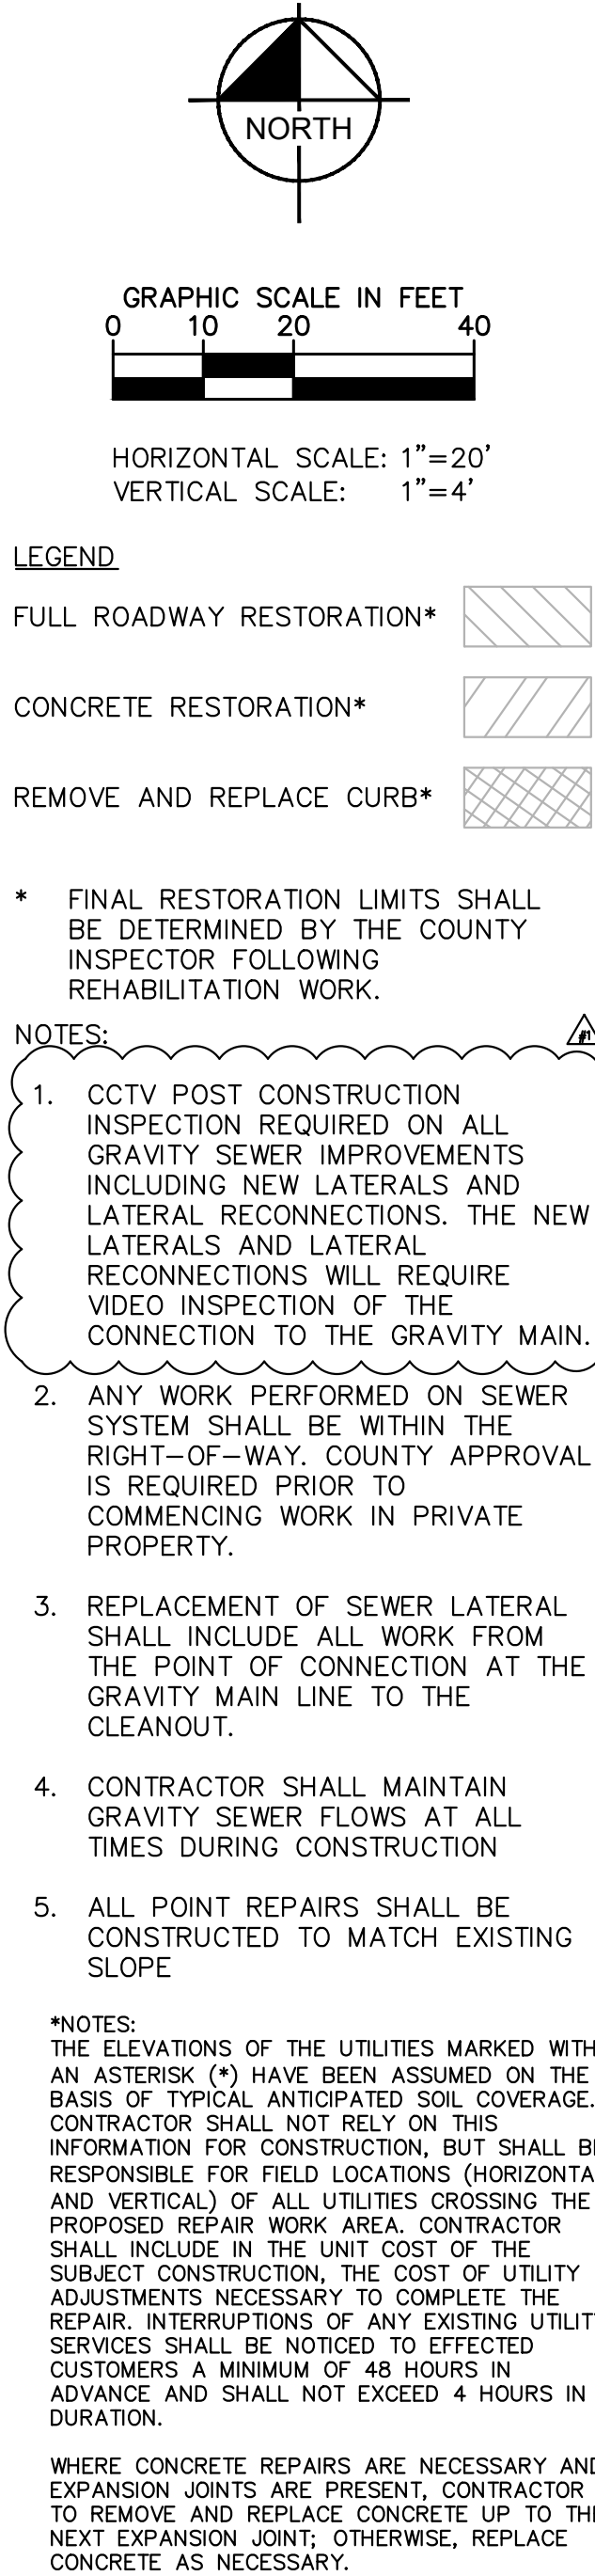 NORTH
GRAPHIC SCALE IN FEET
0 10 20 40
HORIZONTAL SCALE: 1"=20'
VERTICAL SCALE: 1"=4'
LEGEND
FULL ROADWAY RESTORATION*
CONCRETE RESTORATION*
REMOVE AND REPLACE CURB*
* FINAL RESTORATION LIMITS SHALL
BE DETERMINED BY THE COUNTY
INSPECTOR FOLLOWING
REHABILITATION WORK.
NOTES:
#1
1. CCTV POST CONSTRUCTION
INSPECTION REQUIRED ON ALL
GRAVITY SEWER IMPROVEMENTS
INCLUDING NEW LATERALS AND
LATERAL RECONNECTIONS. THE NEW
LATERALS AND LATERAL
RECONNECTIONS WILL REQUIRE
VIDEO INSPECTION OF THE
CONNECTION TO THE GRAVITY MAIN.
2. ANY WORK PERFORMED ON SEWER
SYSTEM SHALL BE WITHIN THE
RIGHT-OF-WAY. COUNTY APPROVAL
IS REQUIRED PRIOR TO
COMMENCING WORK IN PRIVATE
PROPERTY.
3. REPLACEMENT OF SEWER LATERAL
SHALL INCLUDE ALL WORK FROM
THE POINT OF CONNECTION AT THE
GRAVITY MAIN LINE TO THE
CLEANOUT.
4. CONTRACTOR SHALL MAINTAIN
GRAVITY SEWER FLOWS AT ALL
TIMES DURING CONSTRUCTION
5. ALL POINT REPAIRS SHALL BE
CONSTRUCTED TO MATCH EXISTING
SLOPE
*NOTES:
THE ELEVATIONS OF THE UTILITIES MARKED WITH
AN ASTERISK (*) HAVE BEEN ASSUMED ON THE
BASIS OF TYPICAL ANTICIPATED SOIL COVERAGE.
CONTRACTOR SHALL NOT RELY ON THIS
INFORMATION FOR CONSTRUCTION, BUT SHALL BE
RESPONSIBLE FOR FIELD LOCATIONS (HORIZONTA
AND VERTICAL) OF ALL UTILITIES CROSSING THE
PROPOSED REPAIR WORK AREA. CONTRACTOR
SHALL INCLUDE IN THE UNIT COST OF THE
SUBJECT CONSTRUCTION, THE COST OF UTILITY
ADJUSTMENTS NECESSARY TO COMPLETE THE
REPAIR. INTERRUPTIONS OF ANY EXISTING UTILIT
SERVICES SHALL BE NOTICED TO EFFECTED
CUSTOMERS A MINIMUM OF 48 HOURS IN
ADVANCE AND SHALL NOT EXCEED 4 HOURS IN
DURATION.
WHERE CONCRETE REPAIRS ARE NECESSARY AND
EXPANSION JOINTS ARE PRESENT, CONTRACTOR
TO REMOVE AND REPLACE CONCRETE UP TO THE
NEXT EXPANSION JOINT; OTHERWISE, REPLACE
CONCRETE AS NECESSARY.